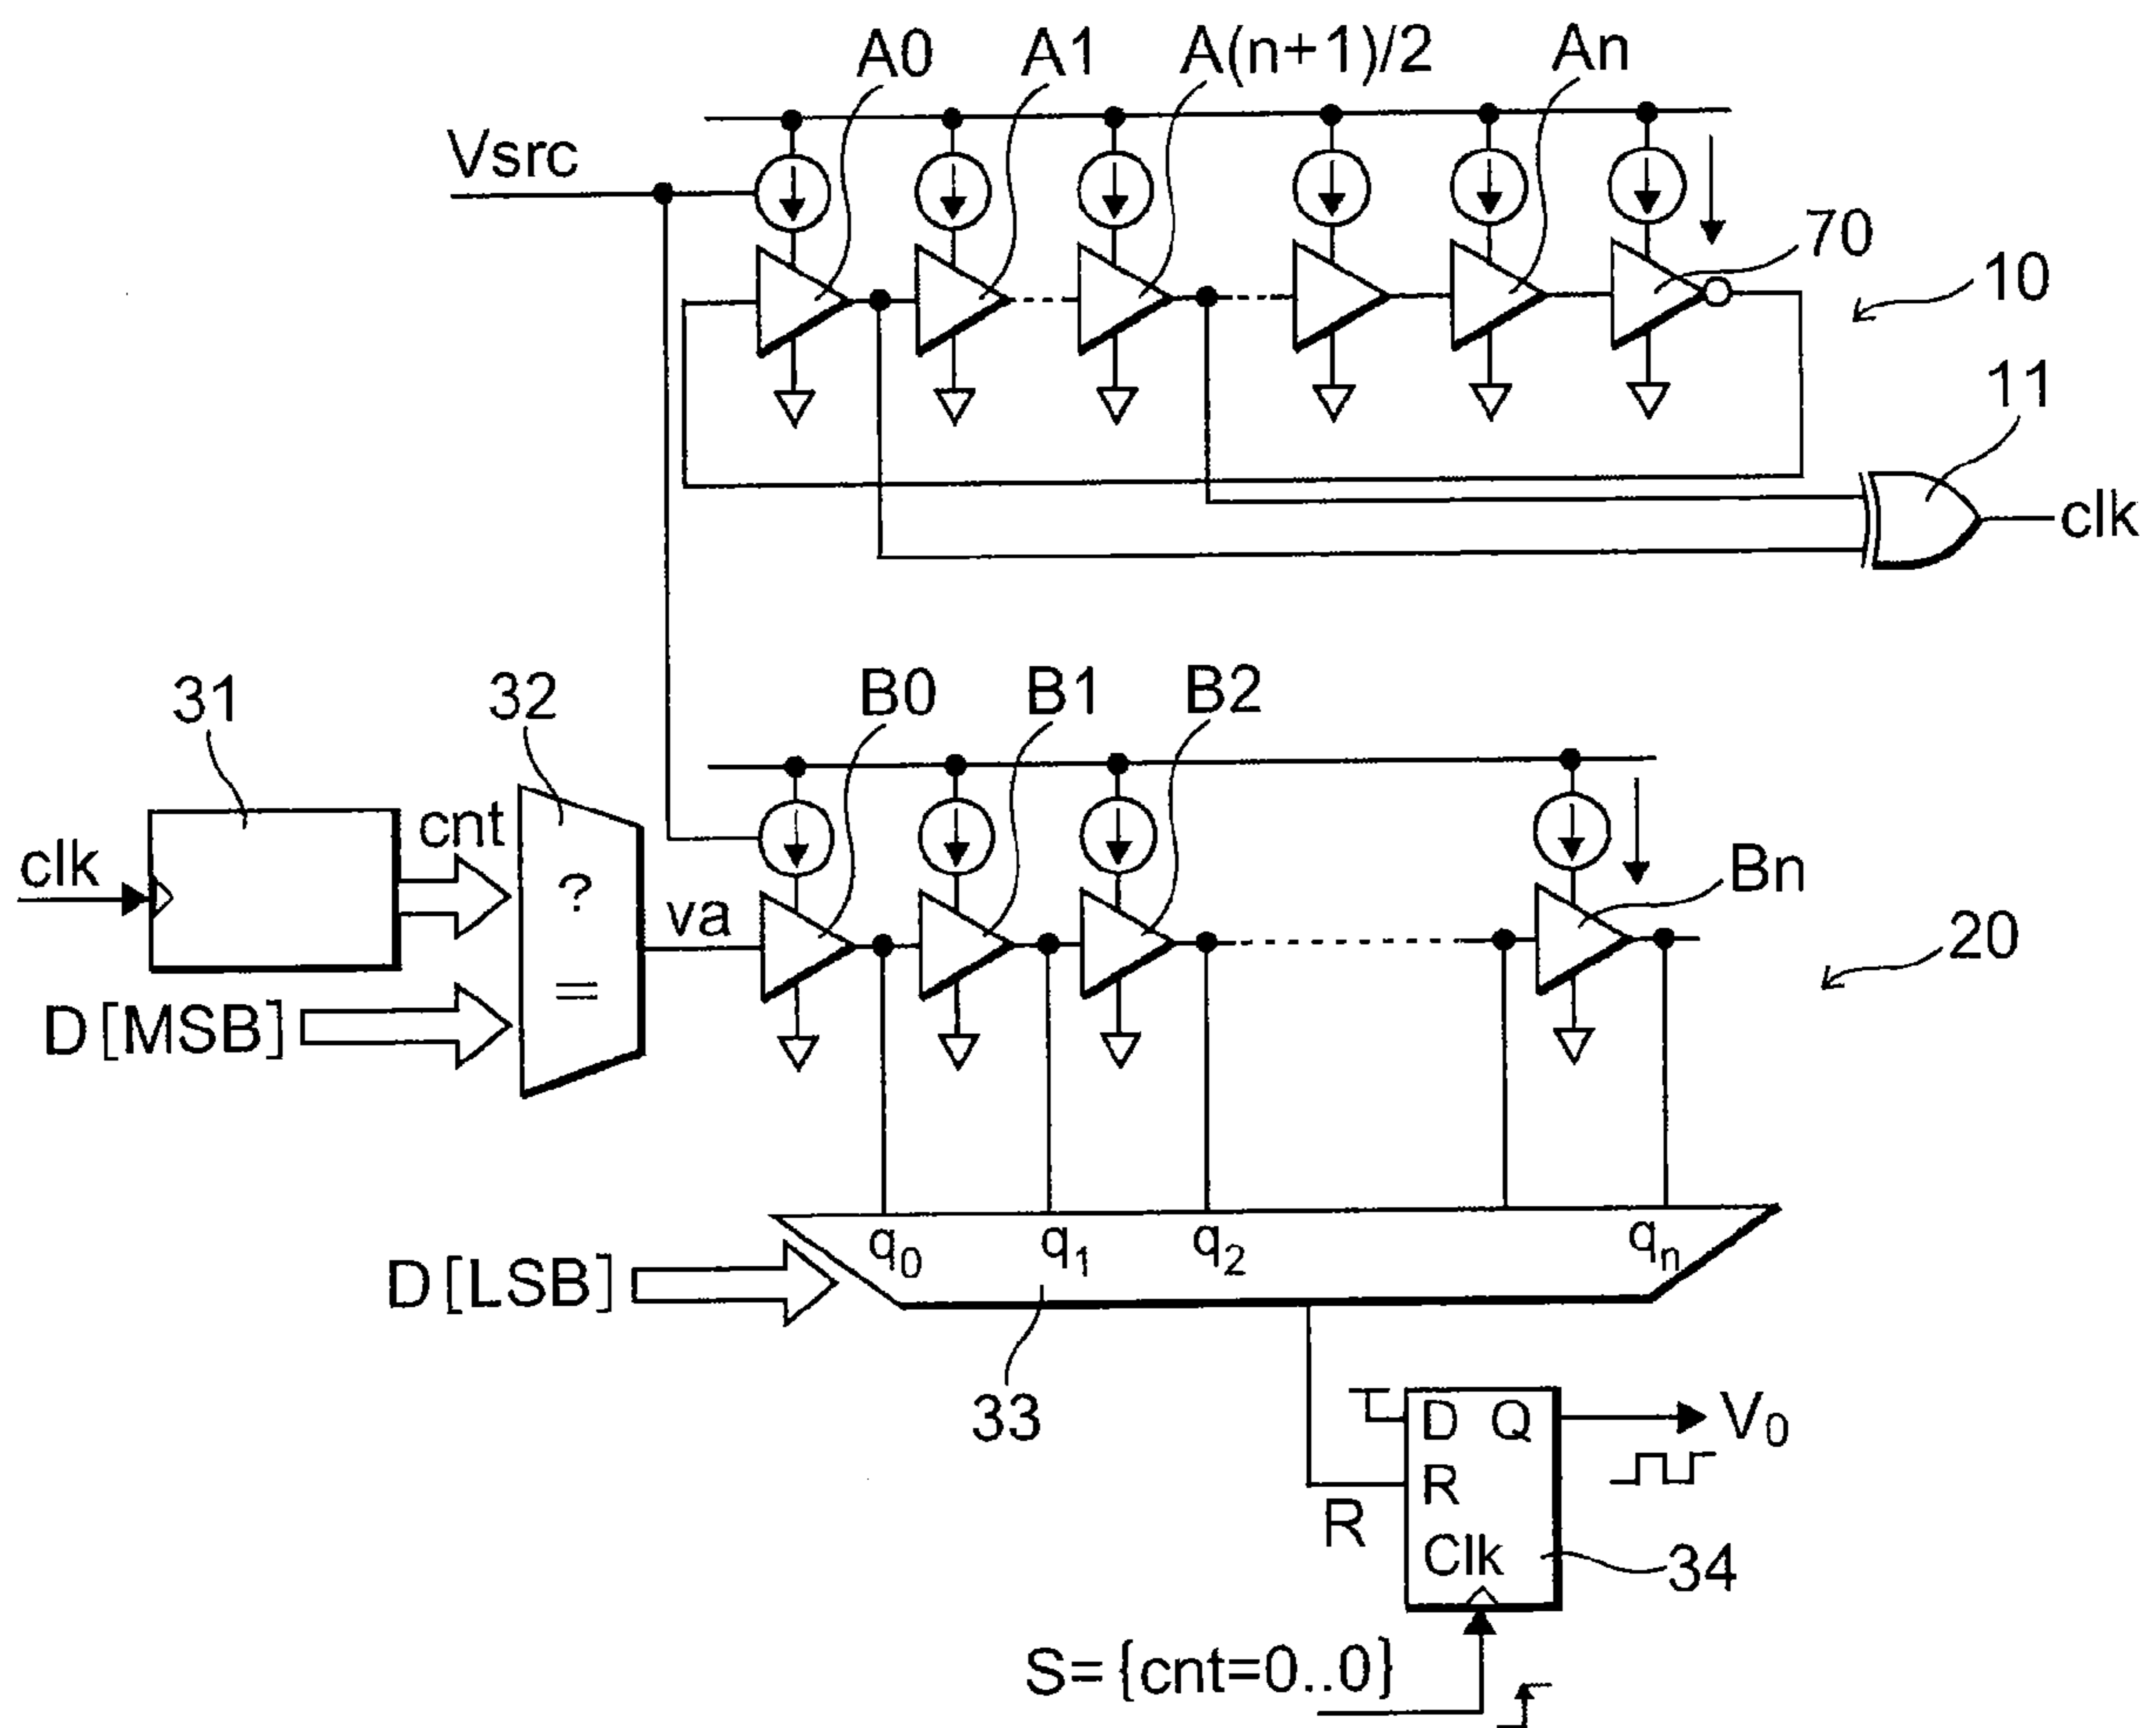 A0 A1 A(n+1)/2 An
Vsrc
70
10
11
clk
31 32 B0 B1 B2
clk cnt ? = va
Bn
20
D[MSB]
q0 q1 q2 qn
D[LSB]
33
D Q V0
R
R
Clk
34
S={cnt=0..0}